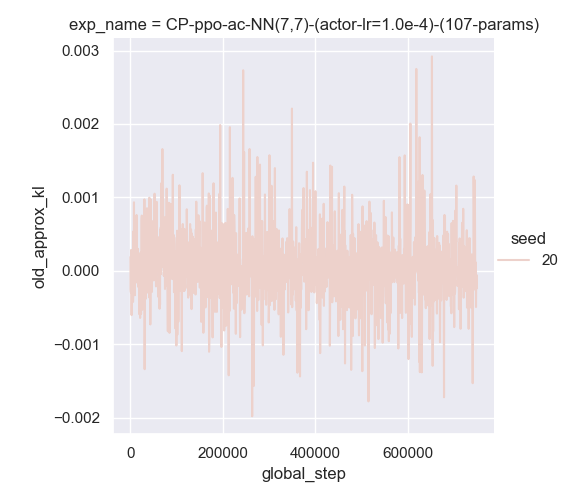 exp_name = CP-ppo-ac-NN(7,7)-(actor-lr=1.0e-4)-(107-params)
0.003
0.002
0.001
0.000
−0.001
−0.002
old_approx_kl
0
200000
400000
600000
global_step
seed
20